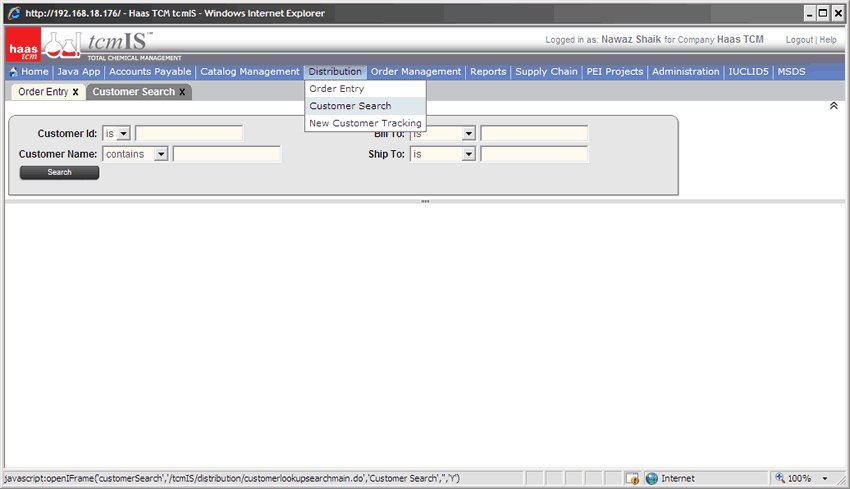 http://192.168.18.176/ - Haas TCM tcmIS - Windows Internet Explorer
haas tcm
tcmIS™
TOTAL CHEMICAL MANAGEMENT
Logged in as: Nawaz Shaik for Company Haas TCM
Logout | Help
Home | Java App | Accounts Payable | Catalog Management | Distribution | Order Management | Reports | Supply Chain | PEI Projects | Administration | IUCLID5 | MSDS
Order Entry x Customer Search x
Order Entry
Customer Search
New Customer Tracking
Customer Id: is Bill To: is
Customer Name: contains Ship To: is
Search
javascript:openIFrame('customerSearch','/tcmIS/distribution/customerlookupsearchmain.do','Customer Search','','Y') Internet 100%